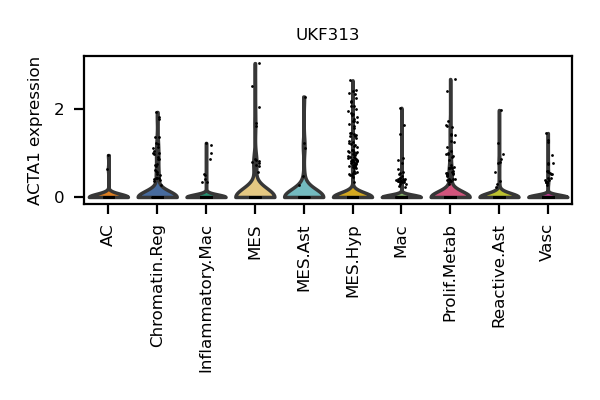 UKF313
ACTA1 expression
2
0
AC
Chromatin.Reg
Inflammatory.Mac
MES
MES.Ast
MES.Hyp
Mac
Prolif.Metab
Reactive.Ast
Vasc